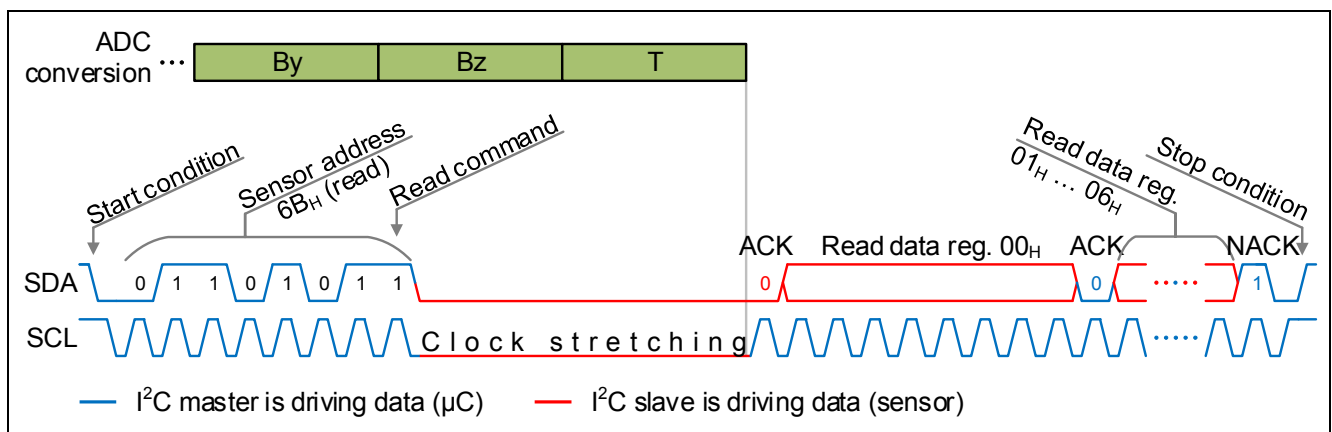 ADC
conversion ... By Bz T
Start condition
Sensor address
6BH (read)
Read command
Read data reg.
01H ... 06H
Stop condition
ACK Read data reg. 00H ACK NACK
SDA 0 1 1 0 1 0 1 1 0 0 ..... 1
SCL Clock stretching .....
I2C master is driving data (µC) I2C slave is driving data (sensor)